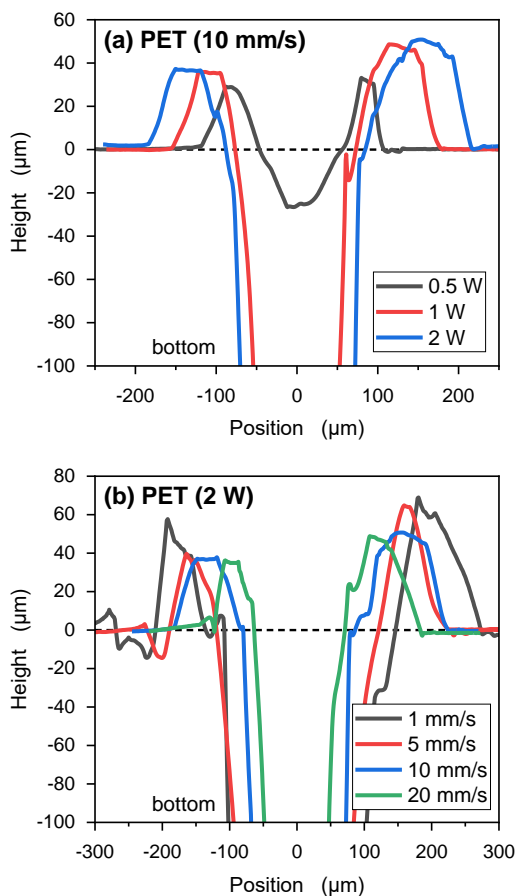 (a) PET (10 mm/s)
60
40
20
0
-20
-40
-60
-80
-100
Height (µm)
bottom
0.5 W
1 W
2 W
-200
-100
0
100
200
Position (µm)
(b) PET (2 W)
80
60
40
20
0
-20
-40
-60
-80
-100
Height (µm)
bottom
1 mm/s
5 mm/s
10 mm/s
20 mm/s
-300
-200
-100
0
100
200
300
Position (µm)